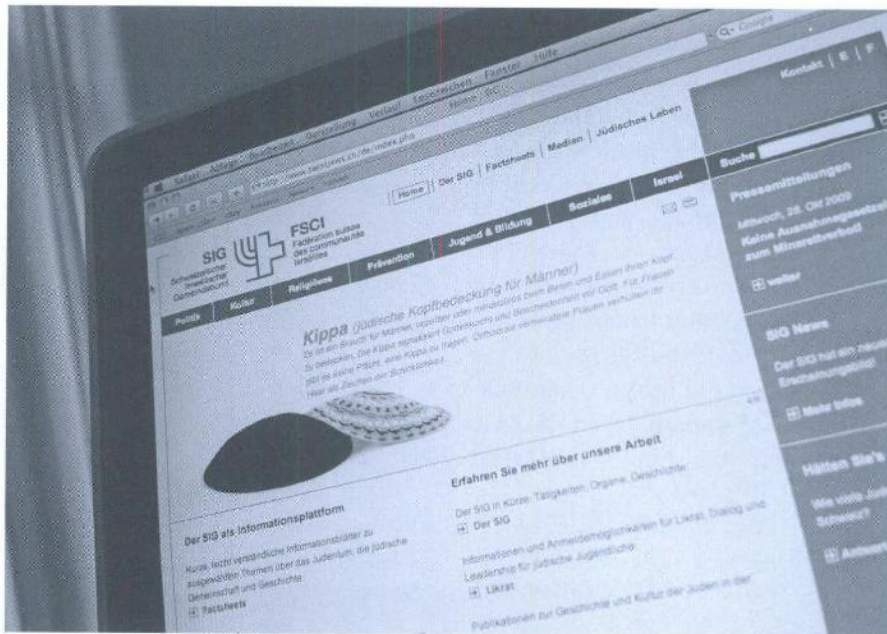 Safari Ablage Bearbeiten Darstellung Verlauf Lesezeichen Fenster Hilfe
Home - SIG
Google
http://www.swissjews.ch/de/index.php
Kontakt | E | F
Home | Der SIG | Factsheets | Medien | Jüdisches Leben
Suche
SIG
Schweizerischer
Israelitischer
Gemeindebund
FSCI
Fédération suisse
des communautés
israélites
Politik Kultur Religiöses Prävention Jugend & Bildung Soziales Israel
Kippa (jüdische Kopfbedeckung für Männer)
Es ist ein Brauch für Männer, tagsüber oder mindestens beim Beten und Essen ihren Kopf
zu bedecken. Die Kippa signalisiert Gottesfurcht und Bescheidenheit vor Gott. Für Frauen
gibt es keine Pflicht, eine Kippa zu tragen. Orthodoxe verheiratete Frauen verhüllen ihr
Haar als Zeichen der Schicklichkeit.
Der SIG als Informationsplattform
Kurze, leicht verständliche Informationsblätter zu
ausgewählten Themen über das Judentum, die jüdische
Gemeinschaft und Geschichte.
Factsheets
Erfahren Sie mehr über unsere Arbeit
Der SIG in Kürze: Tätigkeiten, Organe, Geschichte.
Der SIG
Informationen und Anmeldemöglichkeiten für Likrat, Dialog und
Leadership für jüdische Jugendliche.
Likrat
Publikationen zur Geschichte und Kultur der Juden in der
Pressemitteilungen
Mittwoch, 28. Okt 2009
Keine Ausnahmegesetze
zum Minarettverbot!
weiter
SIG News
Der SIG hat ein neues
Erscheinungsbild!
Mehr Infos
Hätten Sie's
Wie viele
Schweiz?
Antwort